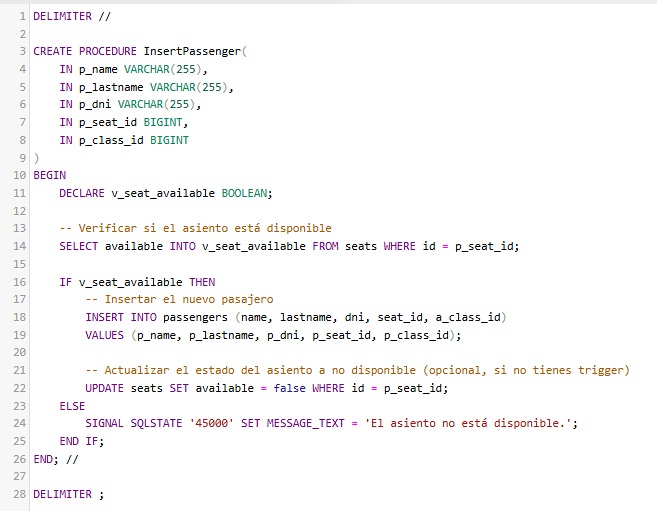 1 DELIMITER //
2
3 CREATE PROCEDURE InsertPassenger(
4     IN p_name VARCHAR(255),
5     IN p_lastname VARCHAR(255),
6     IN p_dni VARCHAR(255),
7     IN p_seat_id BIGINT,
8     IN p_class_id BIGINT
9 )
10 BEGIN
11     DECLARE v_seat_available BOOLEAN;
12
13     -- Verificar si el asiento está disponible
14     SELECT available INTO v_seat_available FROM seats WHERE id = p_seat_id;
15
16     IF v_seat_available THEN
17         -- Insertar el nuevo pasajero
18         INSERT INTO passengers (name, lastname, dni, seat_id, a_class_id)
19         VALUES (p_name, p_lastname, p_dni, p_seat_id, p_class_id);
20
21         -- Actualizar el estado del asiento a no disponible (opcional, si no tienes trigger)
22         UPDATE seats SET available = false WHERE id = p_seat_id;
23     ELSE
24         SIGNAL SQLSTATE '45000' SET MESSAGE_TEXT = 'El asiento no está disponible.';
25     END IF;
26 END; //
27
28 DELIMITER ;